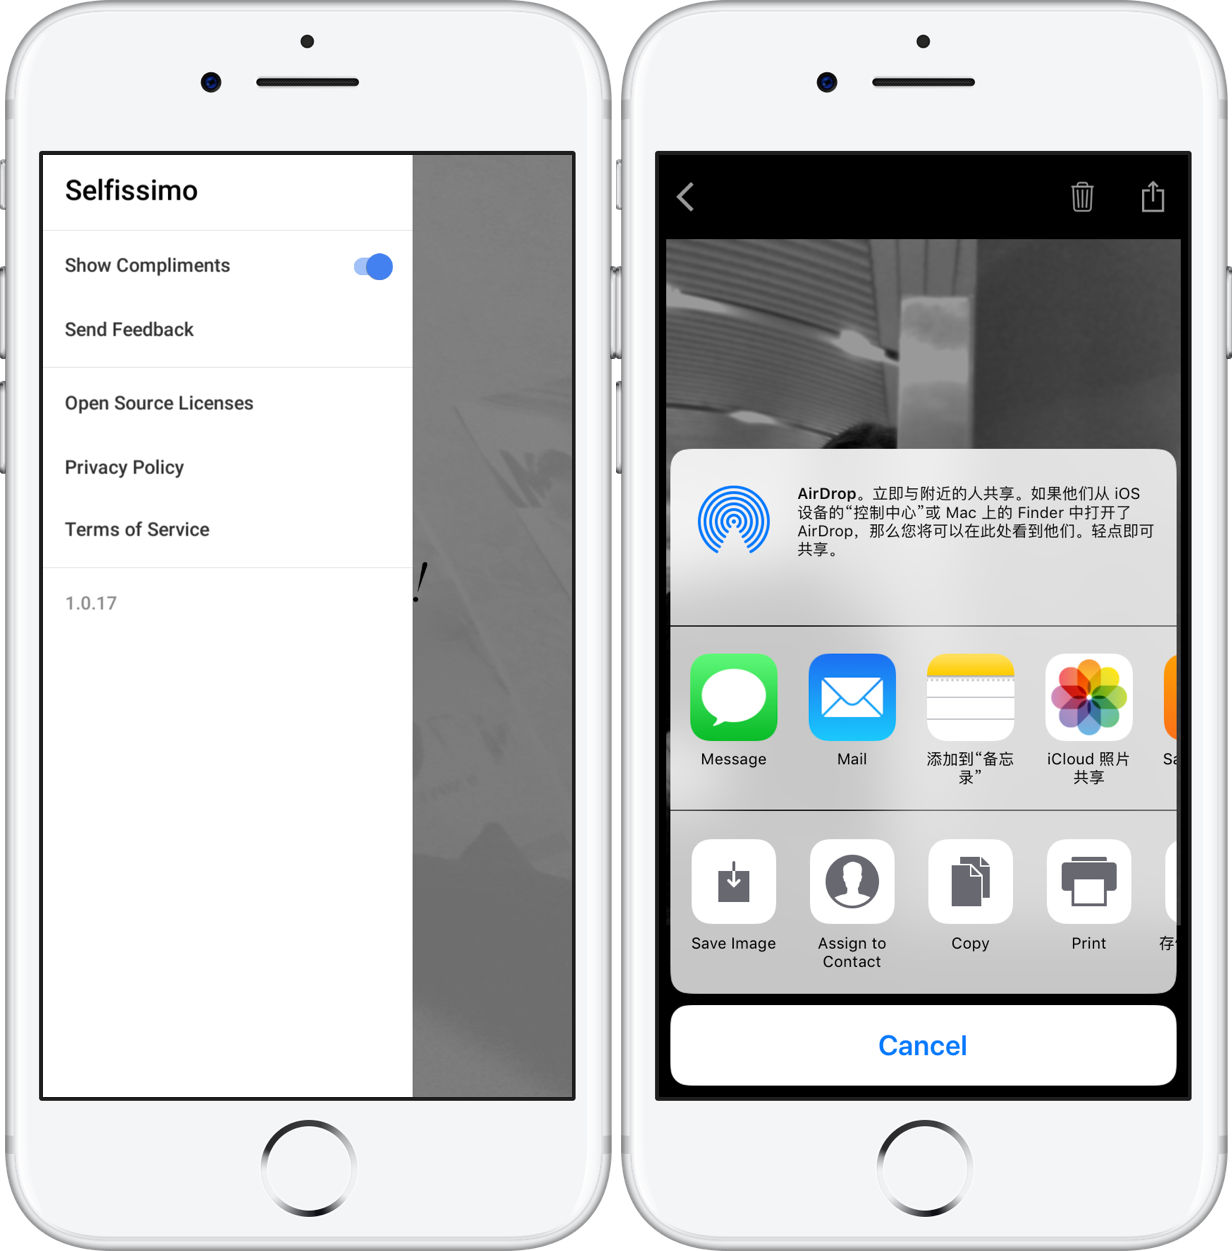 Selfissimo
Show Compliments
Send Feedback
Open Source Licenses
Privacy Policy
Terms of Service
1.0.17
!
AirDrop。立即与附近的人共享。如果他们从 iOS
设备的“控制中心”或 Mac 上的 Finder 中打开了
AirDrop，那么您将可以在此处看到他们。轻点即可
共享。
Message
Mail
添加到“备忘
录”
iCloud 照片
共享
Sa
Save Image
Assign to
Contact
Copy
Print
存
Cancel